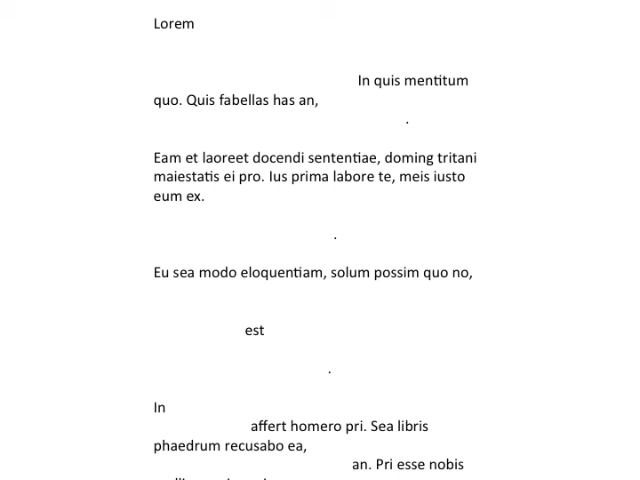 Lorem
In quis mentitum
quo. Quis fabellas has an,
.
Eam et laoreet docendi sententiae, doming tritani
maiestatis ei pro. Ius prima labore te, meis iusto
eum ex.
.
Eu sea modo eloquentiam, solum possim quo no,
est
.
In
affert homero pri. Sea libris
phaedrum recusabo ea,
an. Pri esse nobis